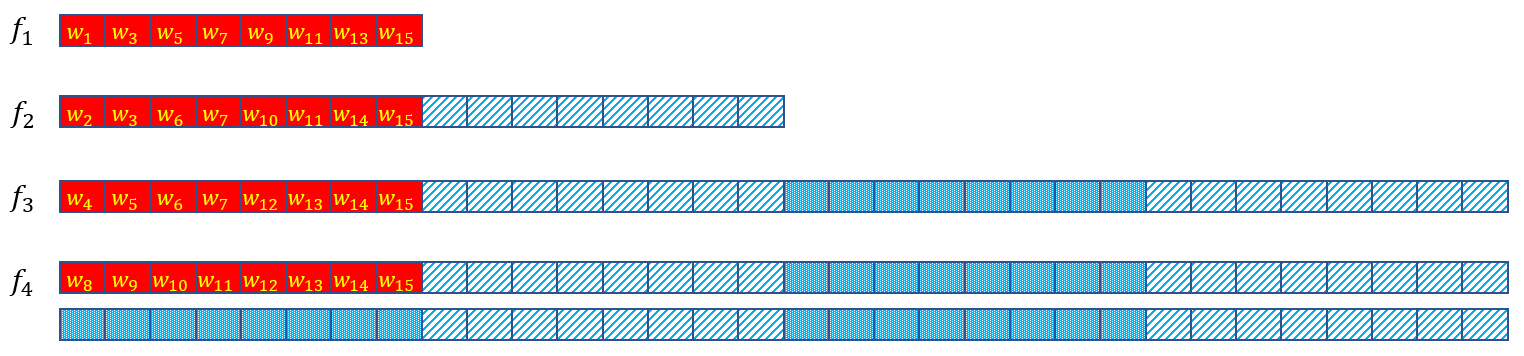 f₁ w₁ w₃ w₅ w₇ w₉ w₁₁ w₁₃ w₁₅
f₂ w₂ w₃ w₆ w₇ w₁₀ w₁₁ w₁₄ w₁₅
f₃ w₄ w₅ w₆ w₇ w₁₂ w₁₃ w₁₄ w₁₅
f₄ w₈ w₉ w₁₀ w₁₁ w₁₂ w₁₃ w₁₄ w₁₅